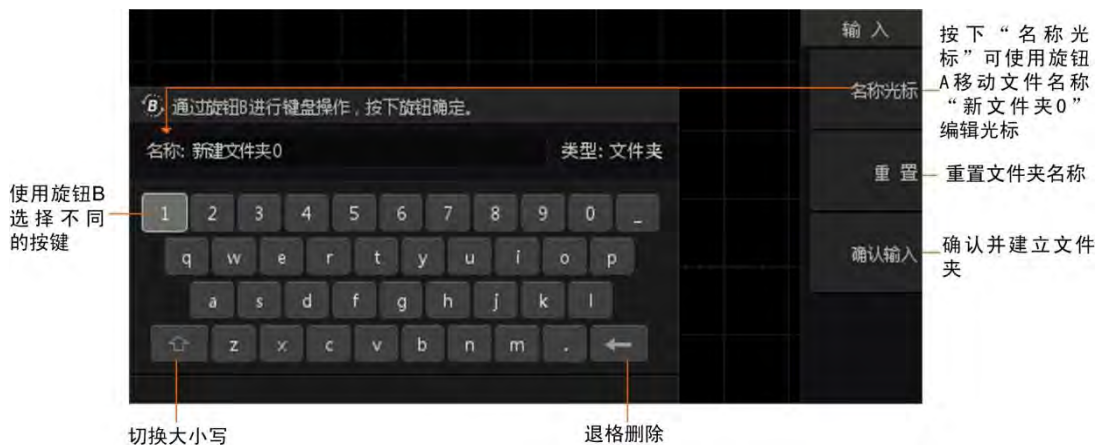 输 入
按下“名称光
标”可使用旋钮
A移动文件名称
“新文件夹0”
编辑光标
名称光标
B 通过旋钮B进行键盘操作，按下旋钮确定。
名称: 新建文件夹0 类型: 文件夹
重 置
重置文件夹名称
使用旋钮B
选择不同
的按键
1 2 3 4 5 6 7 8 9 0 _
q w e r t y u i o p
确认输入
确认并建立文件
夹
a s d f g h j k l
z x c v b n m .
切换大小写
退格删除